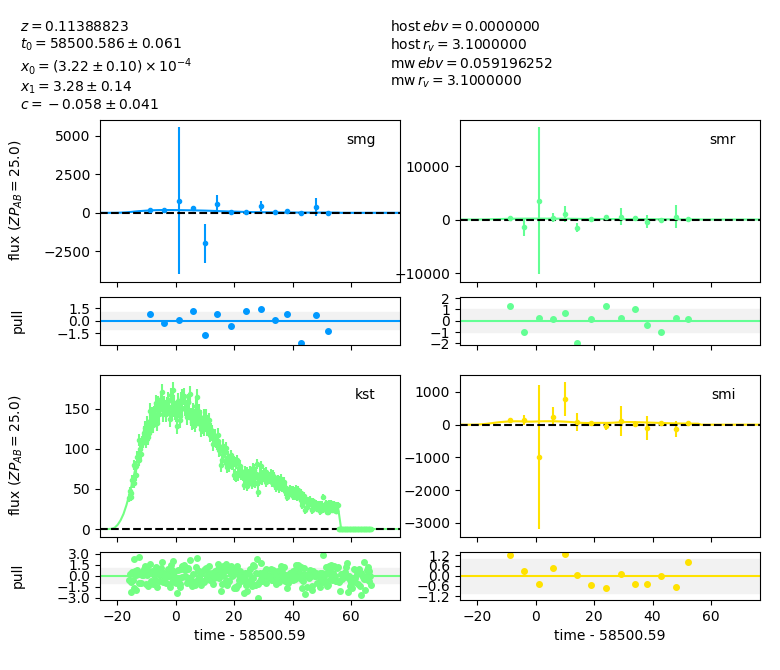 z = 0.11388823
t₀ = 58500.586 ± 0.061
x₀ = (3.22 ± 0.10) × 10⁻⁴
x₁ = 3.28 ± 0.14
c = −0.058 ± 0.041
host ebv = 0.0000000
host r_v = 3.1000000
mw ebv = 0.059196252
mw r_v = 3.1000000
smg
5000
2500
0
−2500
flux (ZP_AB = 25.0)
smr
10000
0
−10000
pull
1.5
0.0
−1.5
2
1
0
−1
−2
kst
150
100
50
0
flux (ZP_AB = 25.0)
smi
1000
0
−1000
−2000
−3000
pull
3.0
1.5
0.0
−1.5
−3.0
−20 0 20 40 60
time - 58500.59
1.2
0.6
0.0
−0.6
−1.2
−20 0 20 40 60
time - 58500.59